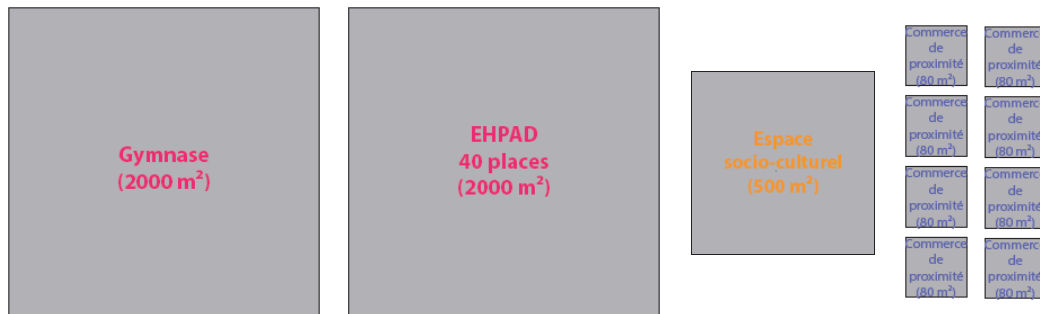 Gymnase
(2000 m²)
EHPAD
40 places
(2000 m²)
Espace
socio-culturel
(500 m²)
Commerce
de
proximité
(80 m²)
Commerce
de
proximité
(80 m²)
Commerce
de
proximité
(80 m²)
Commerce
de
proximité
(80 m²)
Commerce
de
proximité
(80 m²)
Commerce
de
proximité
(80 m²)
Commerce
de
proximité
(80 m²)
Commerce
de
proximité
(80 m²)